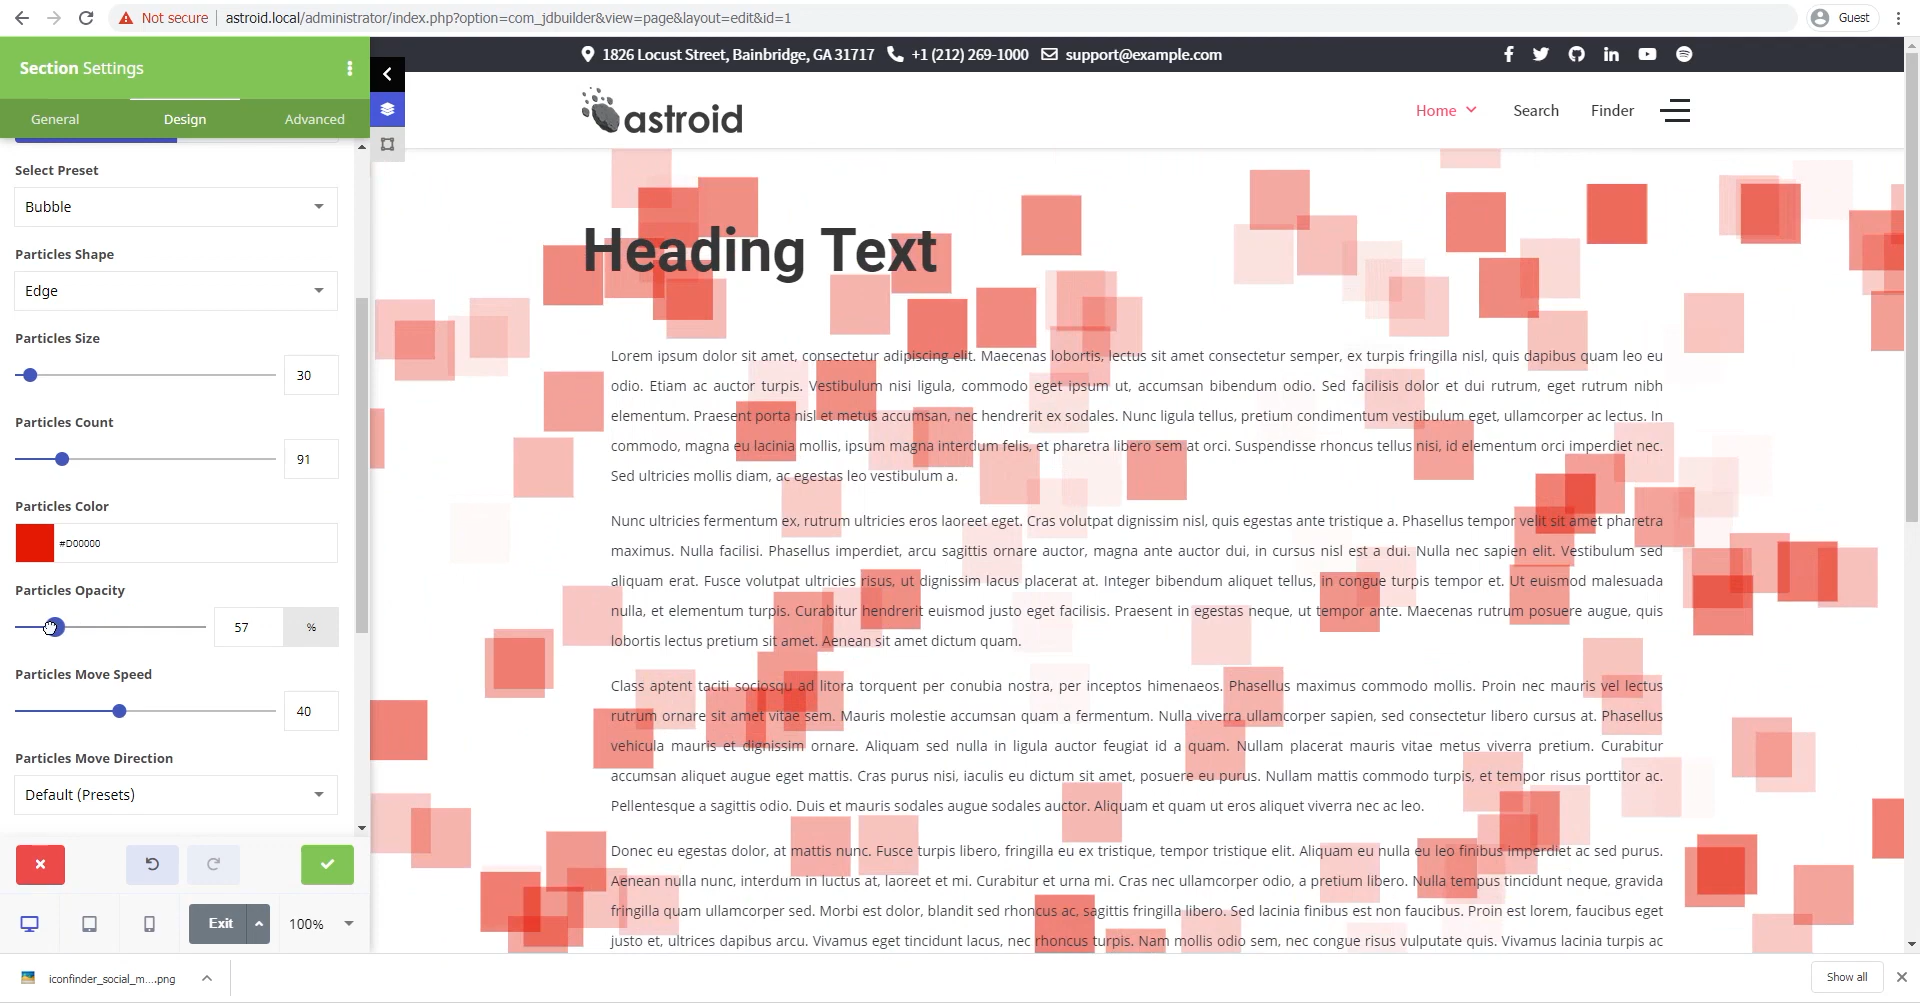 Not secure
astroid.local/administrator/index.php?option=com_jdbuilder&view=page&layout=edit&id=1
Guest
Section Settings
General Design Advanced
Select Preset
Bubble
Particles Shape
Edge
Particles Size
30
Particles Count
91
Particles Color
#D00000
Particles Opacity
57 %
Particles Move Speed
40
Particles Move Direction
Default (Presets)
Exit 100%
1826 Locust Street, Bainbridge, GA 31717 +1 (212) 269-1000 support@example.com
astroid
Home Search Finder
Heading Text
Lorem ipsum dolor sit amet, consectetur adipiscing elit. Maecenas lobortis, lectus sit amet consectetur semper, ex turpis fringilla nisl, quis dapibus quam leo eu
odio. Etiam ac auctor turpis. Vestibulum nisi ligula, commodo eget ipsum ut, accumsan bibendum odio. Sed facilisis dolor et dui rutrum, eget rutrum nibh
elementum. Praesent porta nisl et metus accumsan, nec hendrerit ex sodales. Nunc ligula tellus, pretium condimentum vestibulum eget, ullamcorper ac lectus. In
commodo, magna eu lacinia mollis, ipsum magna interdum felis, et pharetra libero sem at orci. Suspendisse rhoncus tellus nisi, id elementum orci imperdiet nec.
Sed ultricies mollis diam, ac egestas leo vestibulum a.
Nunc ultricies fermentum ex, rutrum ultricies eros laoreet eget. Cras volutpat dignissim nisl, quis egestas ante tristique a. Phasellus tempor velit sit amet pharetra
maximus. Nulla facilisi. Phasellus imperdiet, arcu sagittis ornare auctor, magna ante auctor dui, in cursus nisl est a dui. Nulla nec sapien elit. Vestibulum sed
aliquam erat. Fusce volutpat ultricies risus, ut dignissim lacus placerat at. Integer bibendum aliquet tellus, in congue turpis tempor et. Ut euismod malesuada
nulla, et elementum turpis. Curabitur hendrerit euismod justo eget facilisis. Praesent in egestas neque, ut tempor ante. Maecenas rutrum posuere augue, quis
lobortis lectus pretium sit amet. Aenean sit amet dictum quam.
Class aptent taciti sociosqu ad litora torquent per conubia nostra, per inceptos himenaeos. Phasellus maximus commodo mollis. Proin nec mauris vel lectus
rutrum ornare sit amet vitae sem. Mauris molestie accumsan quam a fermentum. Nulla viverra ullamcorper sapien, sed consectetur libero cursus at. Phasellus
vehicula mauris et dignissim ornare. Aliquam sed nulla in ligula auctor feugiat id a quam. Nullam placerat mauris vitae metus viverra pretium. Curabitur
accumsan aliquet augue eget mattis. Cras purus nisi, iaculis eu dictum sit amet, posuere eu purus. Nullam mattis commodo turpis, et tempor risus porttitor ac.
Pellentesque a sagittis odio. Duis et mauris sodales augue sodales auctor. Aliquam et quam ut eros aliquet viverra nec ac leo.
Donec eu egestas dolor, at mattis nunc. Fusce turpis libero, fringilla eu ex tristique, tempor tristique elit. Aliquam eu nulla eu leo finibus imperdiet ac sed purus.
Aenean nulla nunc, interdum in luctus at, laoreet et mi. Curabitur et urna mi. Cras nec ullamcorper odio, a pretium libero. Nulla tempus tincidunt neque, gravida
fringilla quam ullamcorper sed. Morbi est dolor, blandit sed rhoncus ac, sagittis fringilla libero. Sed lacinia finibus est non faucibus. Proin est lorem, faucibus eget
justo et, ultrices dapibus arcu. Vivamus eget tincidunt lacus, nec rhoncus turpis. Nam mollis odio sem, nec congue risus vulputate quis. Vivamus lacinia turpis ac
iconfinder_social_m....png
Show all